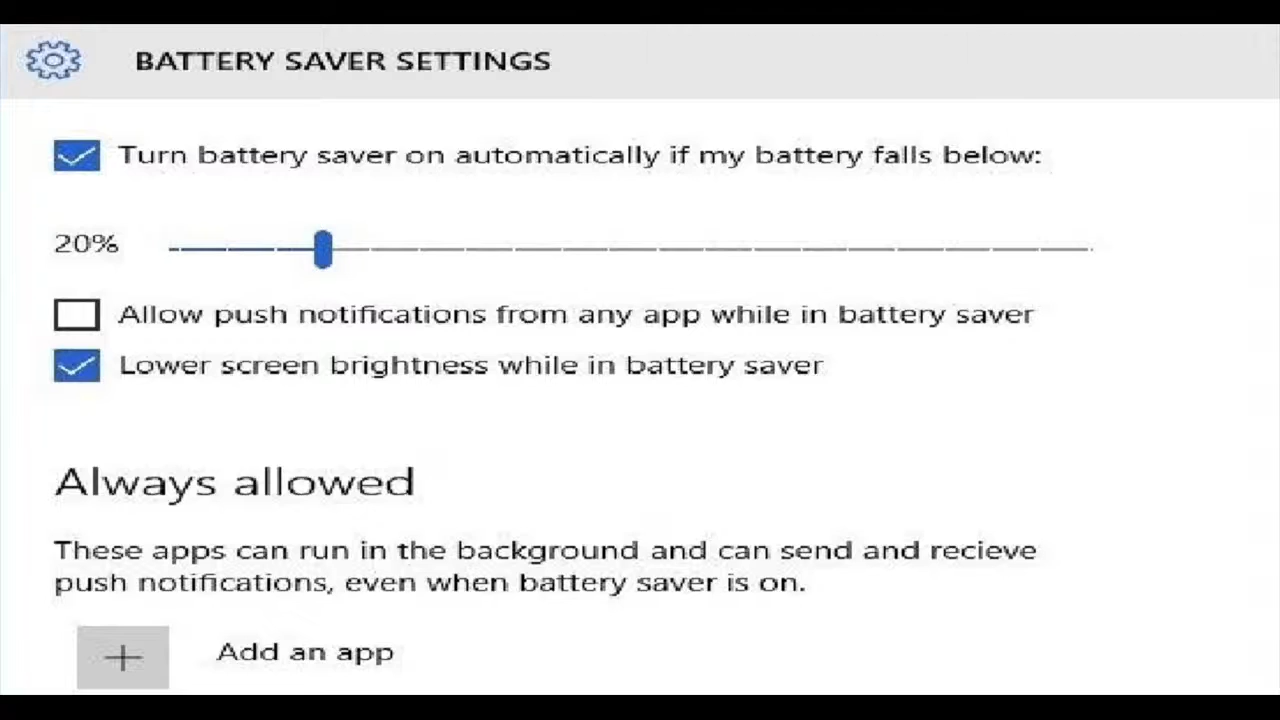 BATTERY SAVER SETTINGS
Turn battery saver on automatically if my battery falls below:
20%
Allow push notifications from any app while in battery saver
Lower screen brightness while in battery saver
Always allowed
These apps can run in the background and can send and recieve
push notifications, even when battery saver is on.
Add an app